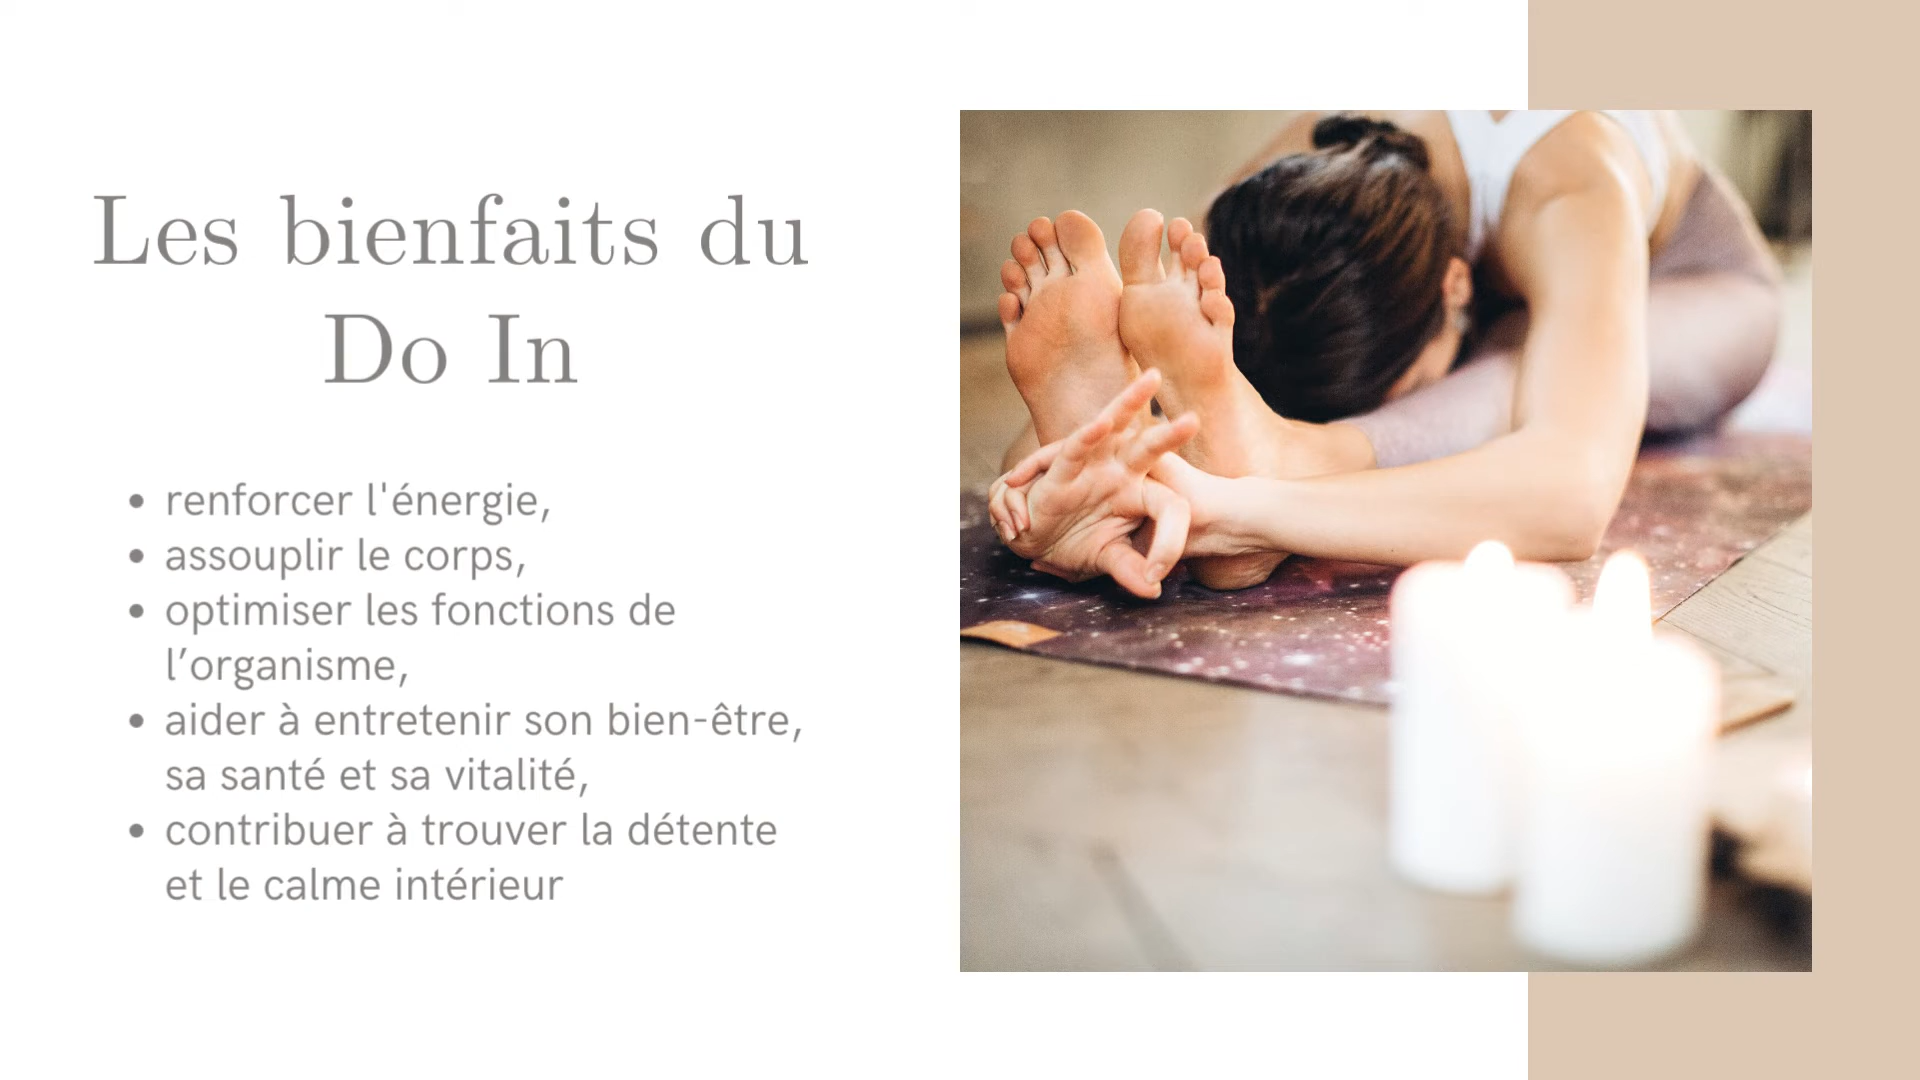 Les bienfaits du
Do In
• renforcer l'énergie,
• assouplir le corps,
• optimiser les fonctions de
l’organisme,
• aider à entretenir son bien-être,
sa santé et sa vitalité,
• contribuer à trouver la détente
et le calme intérieur